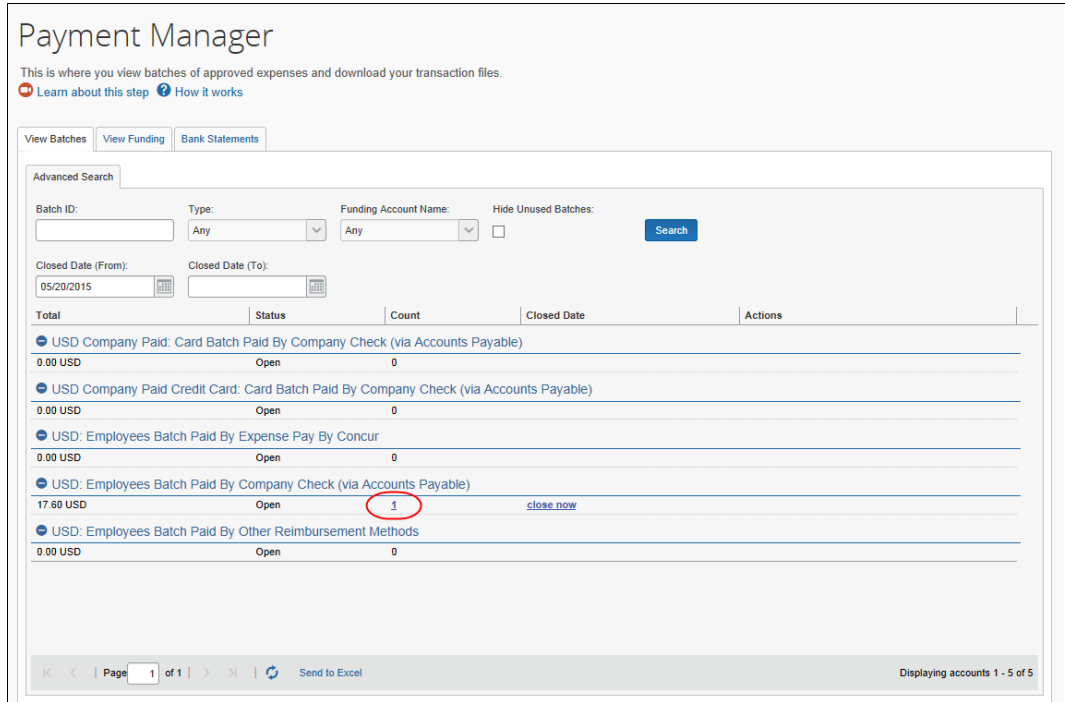 Payment Manager
This is where you view batches of approved expenses and download your transaction files.
Learn about this step ? How it works
View Batches View Funding Bank Statements
Advanced Search
Batch ID: Type: Funding Account Name: Hide Unused Batches:
Any Any Search
Closed Date (From): Closed Date (To):
05/20/2015
Total Status Count Closed Date Actions
USD Company Paid: Card Batch Paid By Company Check (via Accounts Payable)
0.00 USD Open 0
USD Company Paid Credit Card: Card Batch Paid By Company Check (via Accounts Payable)
0.00 USD Open 0
USD: Employees Batch Paid By Expense Pay By Concur
0.00 USD Open 0
USD: Employees Batch Paid By Company Check (via Accounts Payable)
17.60 USD Open 1 close now
USD: Employees Batch Paid By Other Reimbursement Methods
0.00 USD Open 0
Page 1 of 1 Send to Excel Displaying accounts 1 - 5 of 5